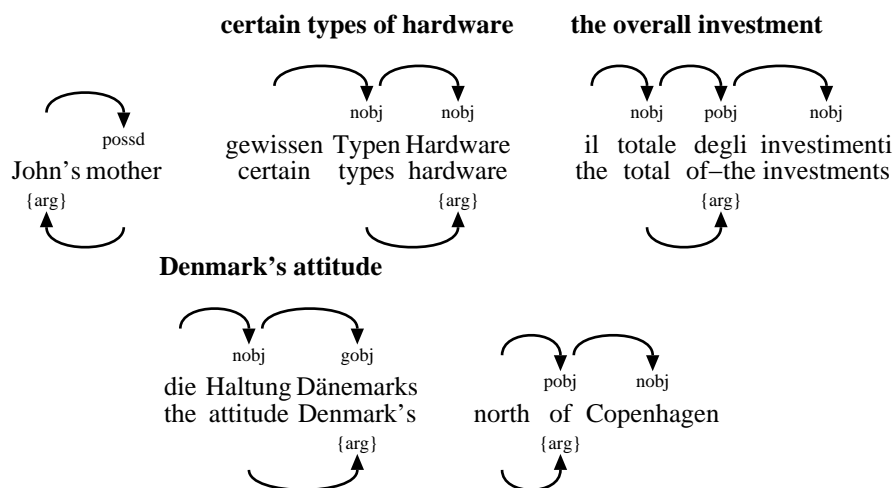 certain types of hardware the overall investment
nobj nobj nobj pobj nobj
possd
gewissen Typen Hardware il totale degli investimenti
John's mother certain types hardware the total of–the investments
{arg} {arg} {arg}
Denmark's attitude
nobj gobj pobj nobj
die Haltung Dänemarks
the attitude Denmark's north of Copenhagen
{arg} {arg}